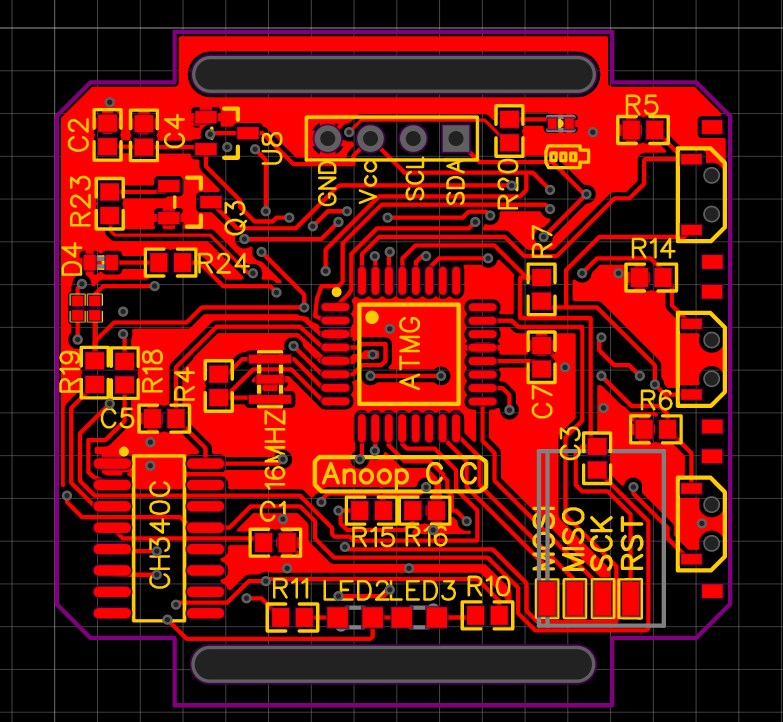 R5
C2
C4
U8
GND
Vcc
SCL
SDA
R20
R23
Q3
R7
D4
R24
R14
ATMG
R19
R18
R4
C7
C5
R6
16MHZ
C3
Anoop C C
CH340C
C1
R15 R16
MOSI
MISO
SCK
RST
R11 LED2 LED3 R10